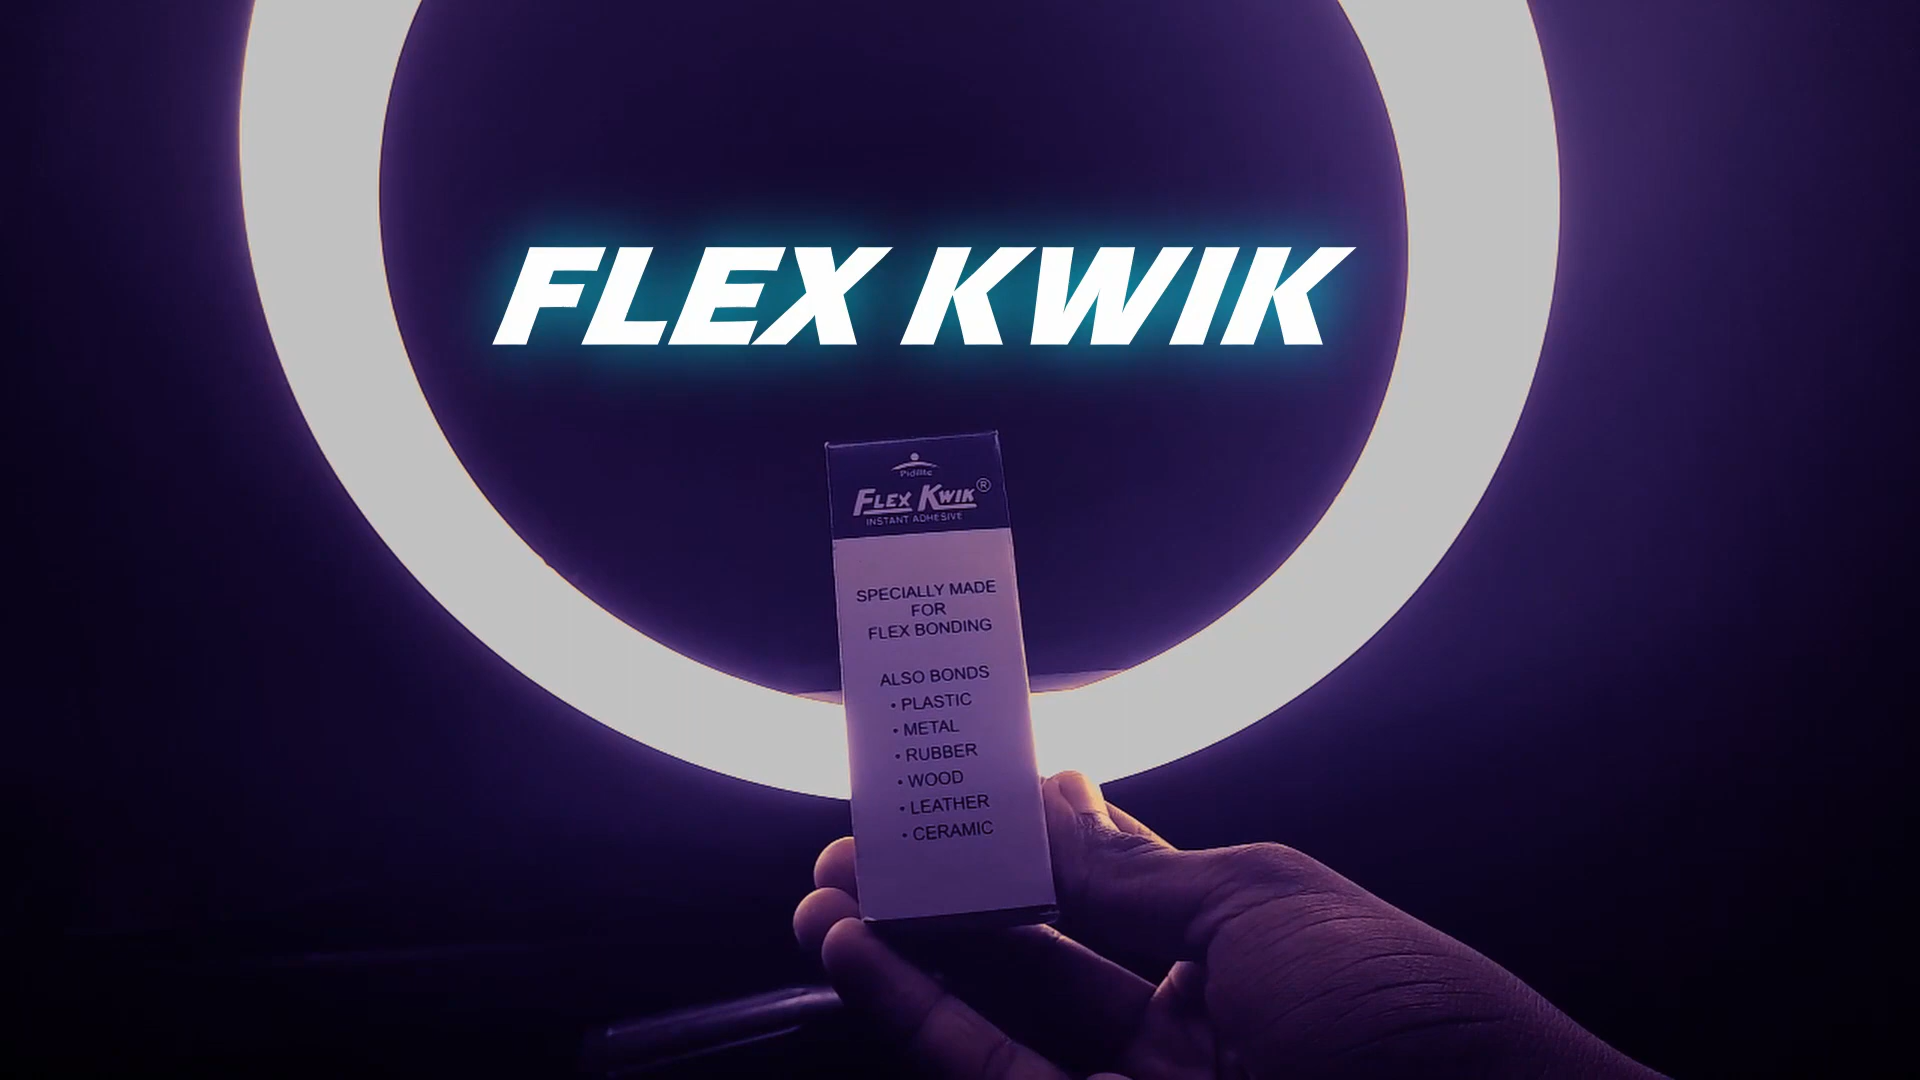 FLEX KWIK
Pidilite
FLEX KWIK®
INSTANT ADHESIVE
SPECIALLY MADE
FOR
FLEX BONDING
ALSO BONDS
• PLASTIC
• METAL
• RUBBER
• WOOD
• LEATHER
• CERAMIC